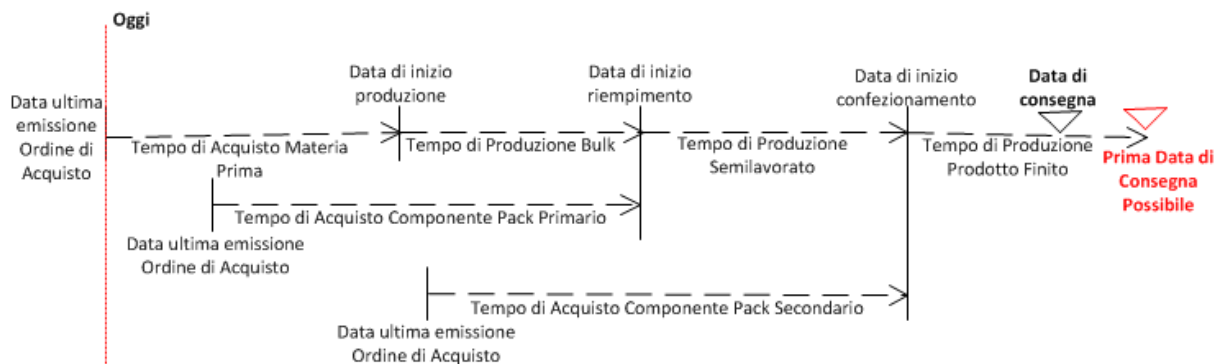 Oggi
Data ultima
emissione
Ordine di
Acquisto
Data di inizio
produzione
Data di inizio
riempimento
Data di inizio
confezionamento
Data di
consegna
Tempo di Acquisto Materia
Prima
Tempo di Produzione Bulk
Tempo di Produzione
Semilavorato
Tempo di Produzione
Prodotto Finito
Prima Data di
Consegna
Possibile
Tempo di Acquisto Componente Pack Primario
Data ultima emissione
Ordine di Acquisto
Tempo di Acquisto Componente Pack Secondario
Data ultima emissione
Ordine di Acquisto